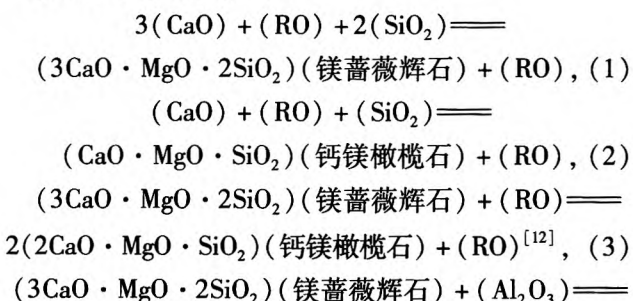 3(CaO) + (RO) +2(SiO₂)══
(3CaO·MgO·2SiO₂)(镁蔷薇辉石) + (RO), (1)
(CaO) + (RO) + (SiO₂)══
(CaO·MgO·SiO₂)(钙镁橄榄石) + (RO), (2)
(3CaO·MgO·2SiO₂)(镁蔷薇辉石) + (RO)══
2(2CaO·MgO·SiO₂)(钙镁橄榄石) + (RO)[12], (3)
(3CaO·MgO·2SiO₂)(镁蔷薇辉石) + (Al₂O₃)══